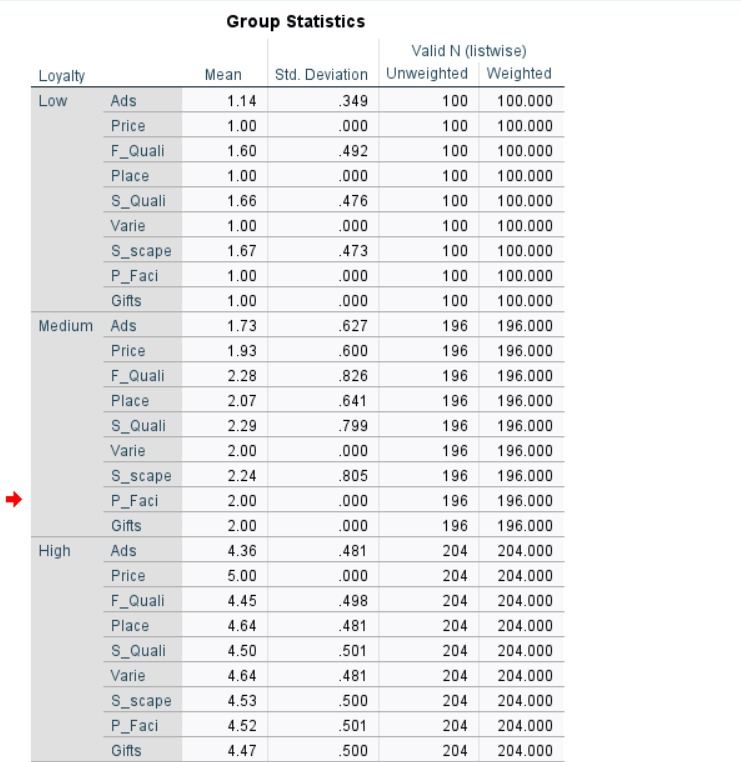 Group Statistics
Valid N (listwise)
Loyalty Mean Std. Deviation Unweighted Weighted
Low Ads 1.14 .349 100 100.000
Price 1.00 .000 100 100.000
F_Quali 1.60 .492 100 100.000
Place 1.00 .000 100 100.000
S_Quali 1.66 .476 100 100.000
Varie 1.00 .000 100 100.000
S_scape 1.67 .473 100 100.000
P_Faci 1.00 .000 100 100.000
Gifts 1.00 .000 100 100.000
Medium Ads 1.73 .627 196 196.000
Price 1.93 .600 196 196.000
F_Quali 2.28 .826 196 196.000
Place 2.07 .641 196 196.000
S_Quali 2.29 .799 196 196.000
Varie 2.00 .000 196 196.000
S_scape 2.24 .805 196 196.000
P_Faci 2.00 .000 196 196.000
Gifts 2.00 .000 196 196.000
High Ads 4.36 .481 204 204.000
Price 5.00 .000 204 204.000
F_Quali 4.45 .498 204 204.000
Place 4.64 .481 204 204.000
S_Quali 4.50 .501 204 204.000
Varie 4.64 .481 204 204.000
S_scape 4.53 .500 204 204.000
P_Faci 4.52 .501 204 204.000
Gifts 4.47 .500 204 204.000